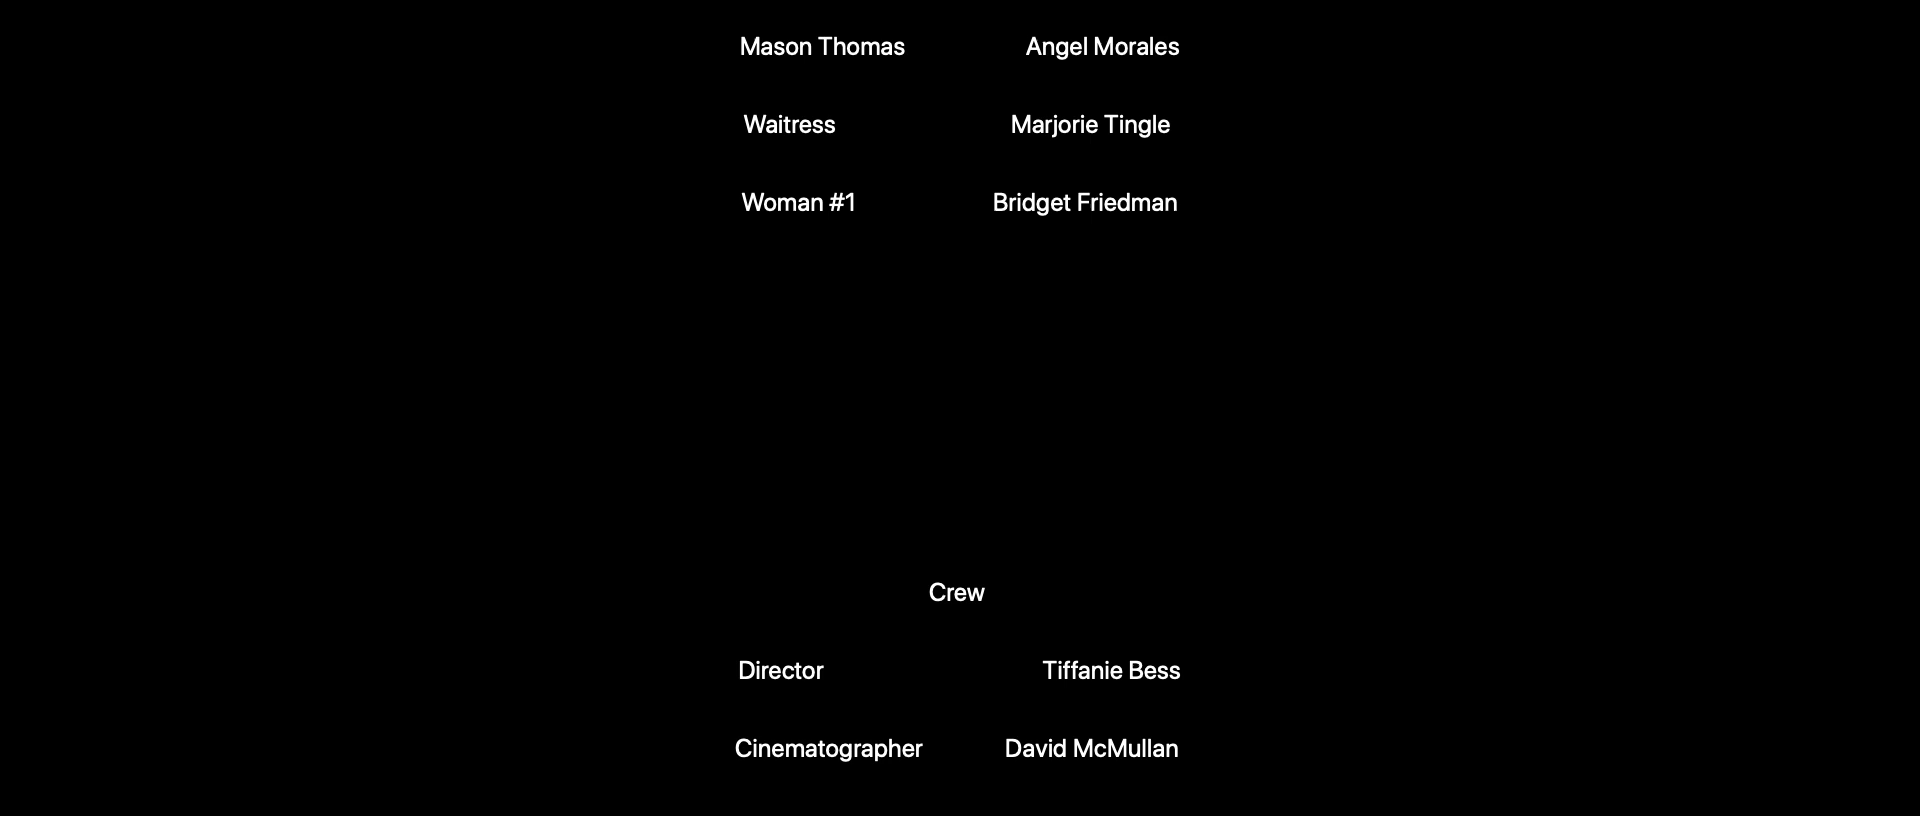 Mason Thomas Angel Morales
Waitress Marjorie Tingle
Woman #1 Bridget Friedman
Crew
Director Tiffanie Bess
Cinematographer David McMullan